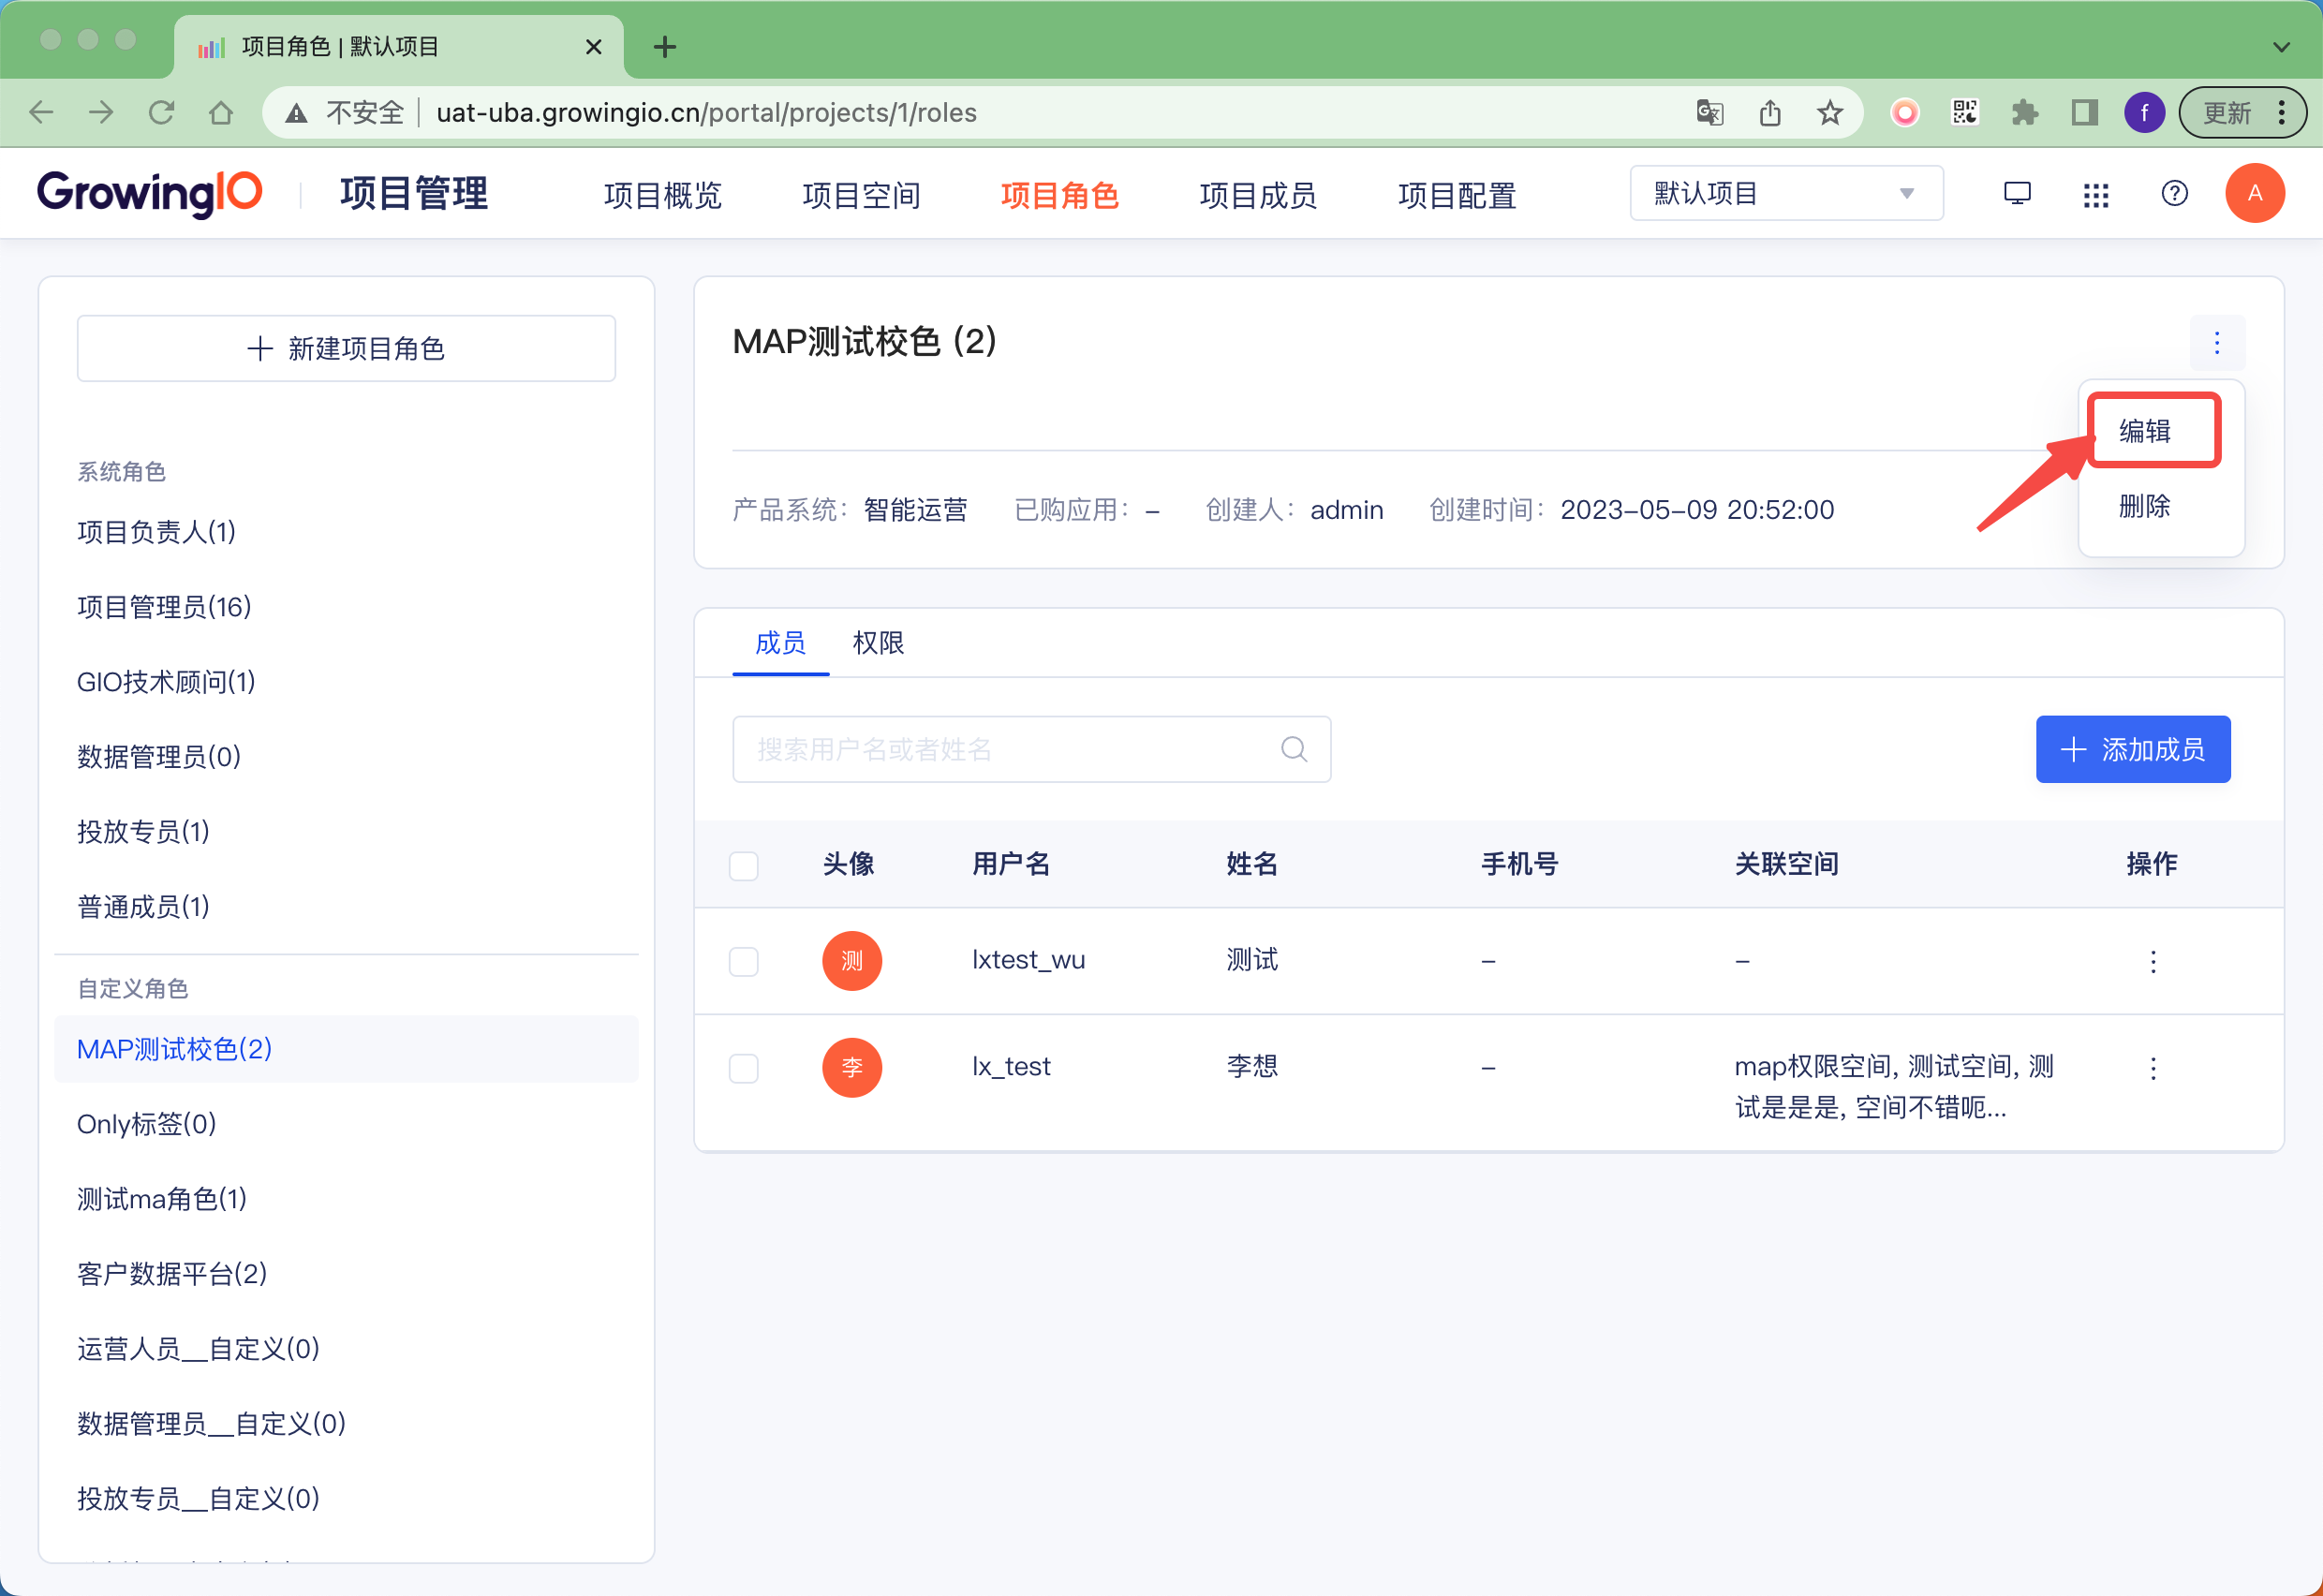 项目角色 | 默认项目
不安全 | uat-uba.growingio.cn/portal/projects/1/roles
f
更新
GrowingIO
项目管理
项目概览
项目空间
项目角色
项目成员
项目配置
默认项目
A
新建项目角色
系统角色
项目负责人(1)
项目管理员(16)
GIO技术顾问(1)
数据管理员(0)
投放专员(1)
普通成员(1)
自定义角色
MAP测试校色(2)
Only标签(0)
测试ma角色(1)
客户数据平台(2)
运营人员__自定义(0)
数据管理员__自定义(0)
投放专员__自定义(0)
MAP测试校色 (2)
编辑
删除
产品系统: 智能运营 已购应用: – 创建人: admin 创建时间: 2023-05-09 20:52:00
成员 权限
搜索用户名或者姓名
添加成员
头像 用户名 姓名 手机号 关联空间 操作
测 lxtest_wu 测试 – –
李 lx_test 李想 – map权限空间, 测试空间, 测
试是是是, 空间不错呃...